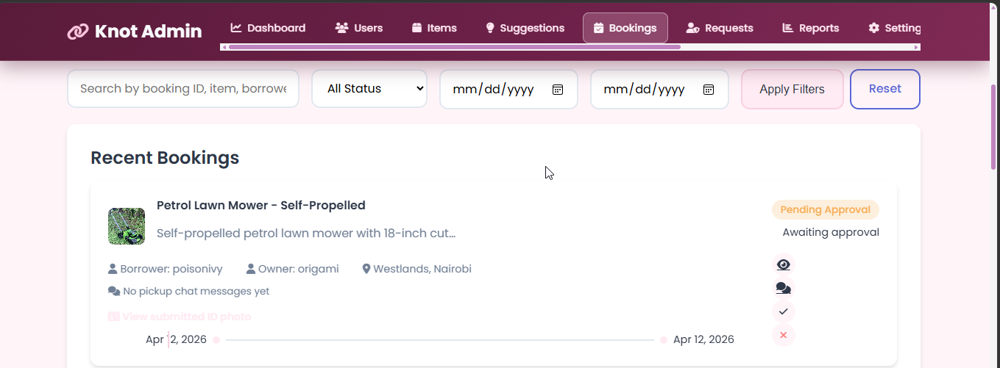 Knot Admin
Dashboard Users Items Suggestions Bookings Requests Reports Setting
Search by booking ID, item, borrowe All Status mm/dd/yyyy mm/dd/yyyy Apply Filters Reset
Recent Bookings
Petrol Lawn Mower - Self-Propelled
Pending Approval
Self-propelled petrol lawn mower with 18-inch cut...
Awaiting approval
Borrower: poisonivy Owner: origami Westlands, Nairobi
No pickup chat messages yet
View submitted ID photo
Apr 12, 2026 Apr 12, 2026